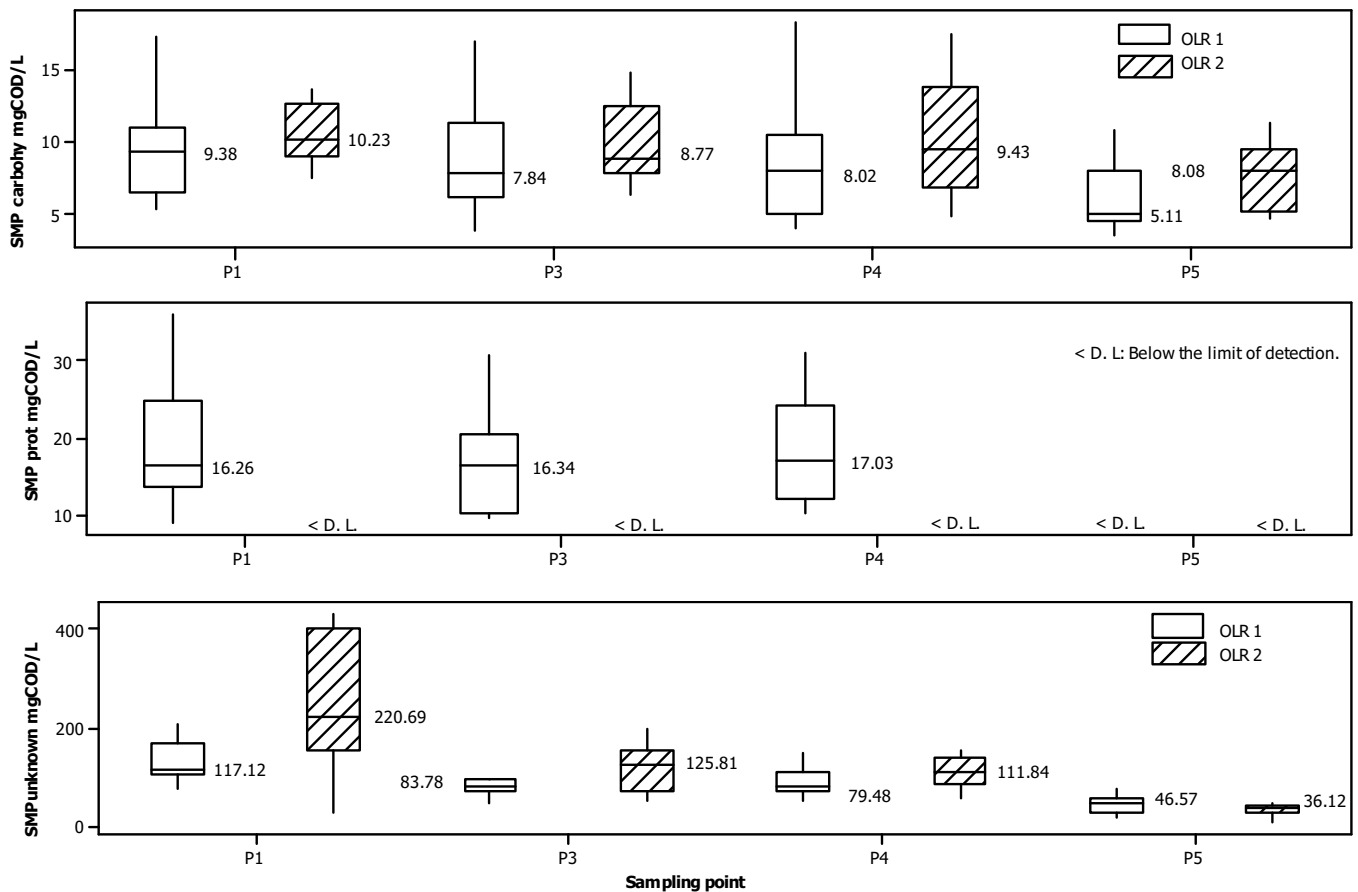 SMP carbohy mgCOD/L
15
10
5
OLR 1
OLR 2
9.38
10.23
7.84
8.77
8.02
9.43
5.11
8.08
P1
P3
P4
P5
SMP prot mgCOD/L
30
20
10
< D. L: Below the limit of detection.
16.26
16.34
17.03
< D. L.
< D. L.
< D. L.
< D. L.
< D. L.
P1
P3
P4
P5
SMPunknown mgCOD/L
400
200
0
OLR 1
OLR 2
117.12
220.69
83.78
125.81
79.48
111.84
46.57
36.12
P1
P3
P4
P5
Sampling point